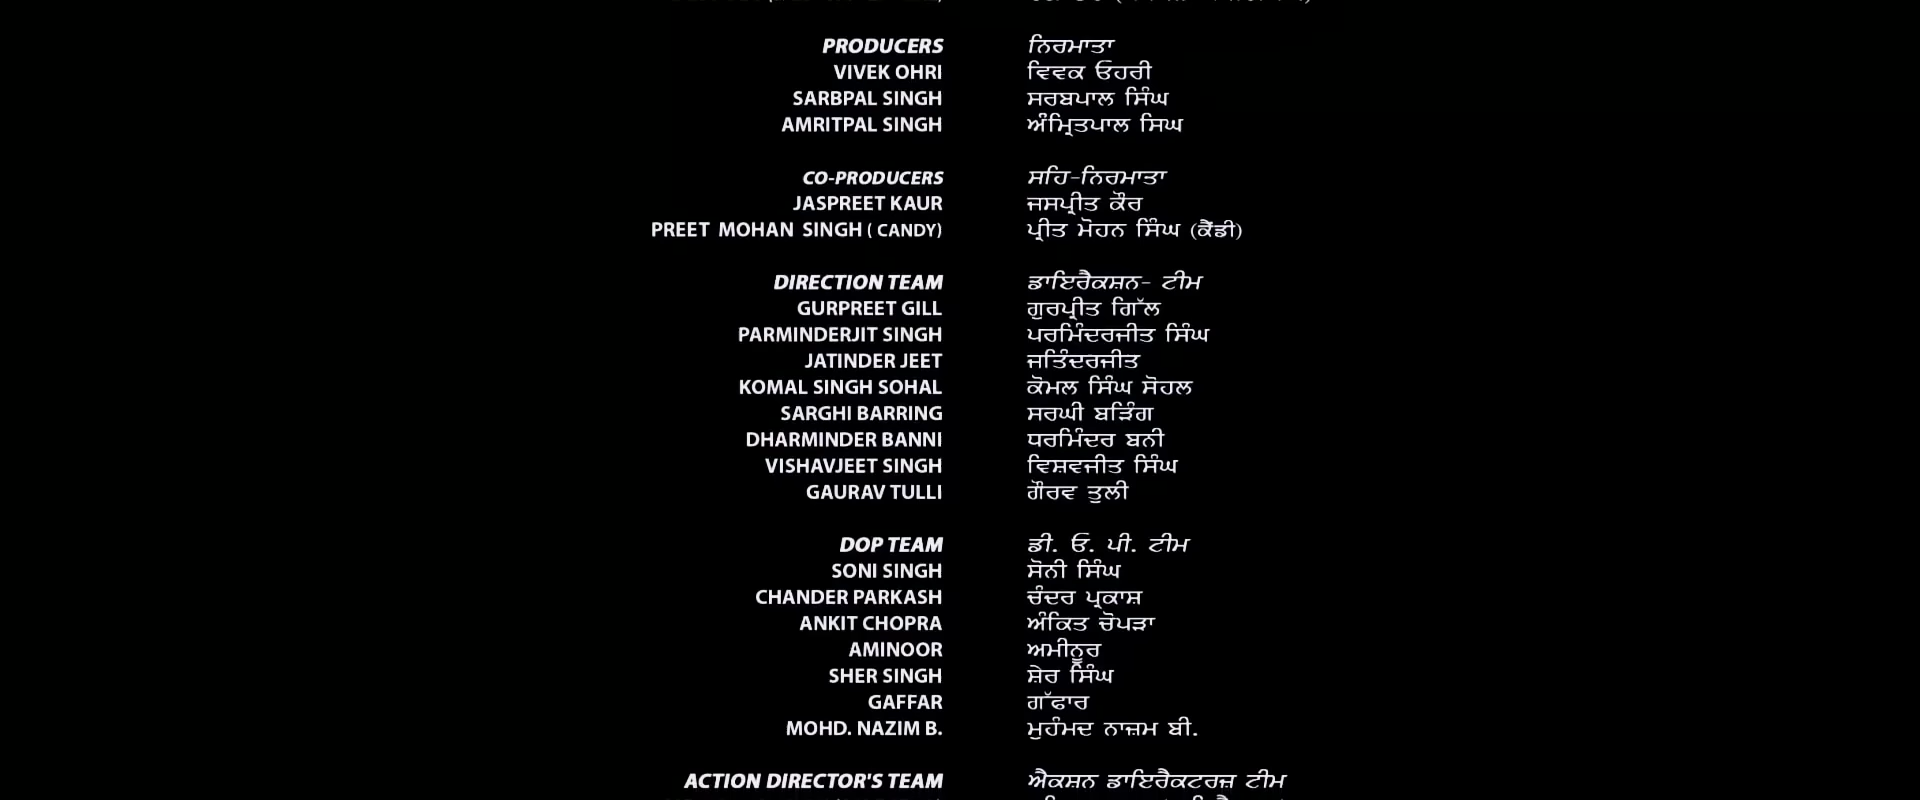 PRODUCERS ਨਿਰਮਾਤਾ
VIVEK OHRI ਵਿਵਕ ਓਹਰੀ
SARBPAL SINGH ਸਰਬਪਾਲ ਸਿੰਘ
AMRITPAL SINGH ਅੰਮ੍ਰਿਤਪਾਲ ਸਿਘ
CO-PRODUCERS ਸਹਿ-ਨਿਰਮਾਤਾ
JASPREET KAUR ਜਸਪ੍ਰੀਤ ਕੌਰ
PREET MOHAN SINGH ( CANDY) ਪ੍ਰੀਤ ਮੋਹਨ ਸਿੰਘ (ਕੈਂਡੀ)
DIRECTION TEAM ਡਾਇਰੈਕਸ਼ਨ- ਟੀਮ
GURPREET GILL ਗੁਰਪ੍ਰੀਤ ਗਿੱਲ
PARMINDERJIT SINGH ਪਰਮਿੰਦਰਜੀਤ ਸਿੰਘ
JATINDER JEET ਜਤਿੰਦਰਜੀਤ
KOMAL SINGH SOHAL ਕੋਮਲ ਸਿੰਘ ਸੋਹਲ
SARGHI BARRING ਸਰਘੀ ਬੜਿੰਗ
DHARMINDER BANNI ਧਰਮਿੰਦਰ ਬਨੀ
VISHAVJEET SINGH ਵਿਸ਼ਵਜੀਤ ਸਿੰਘ
GAURAV TULLI ਗੌਰਵ ਤੁਲੀ
DOP TEAM ਡੀ. ਓ. ਪੀ. ਟੀਮ
SONI SINGH ਸੋਨੀ ਸਿੰਘ
CHANDER PARKASH ਚੰਦਰ ਪ੍ਰਕਾਸ਼
ANKIT CHOPRA ਅੰਕਿਤ ਚੋਪੜਾ
AMINOOR ਅਮੀਨੂਰ
SHER SINGH ਸ਼ੇਰ ਸਿੰਘ
GAFFAR ਗੱਫਾਰ
MOHD. NAZIM B. ਮੁਹੰਮਦ ਨਾਜ਼ਮ ਬੀ.
ACTION DIRECTOR'S TEAM ਐਕਸ਼ਨ ਡਾਇਰੈਕਟਰਜ਼ ਟੀਮ